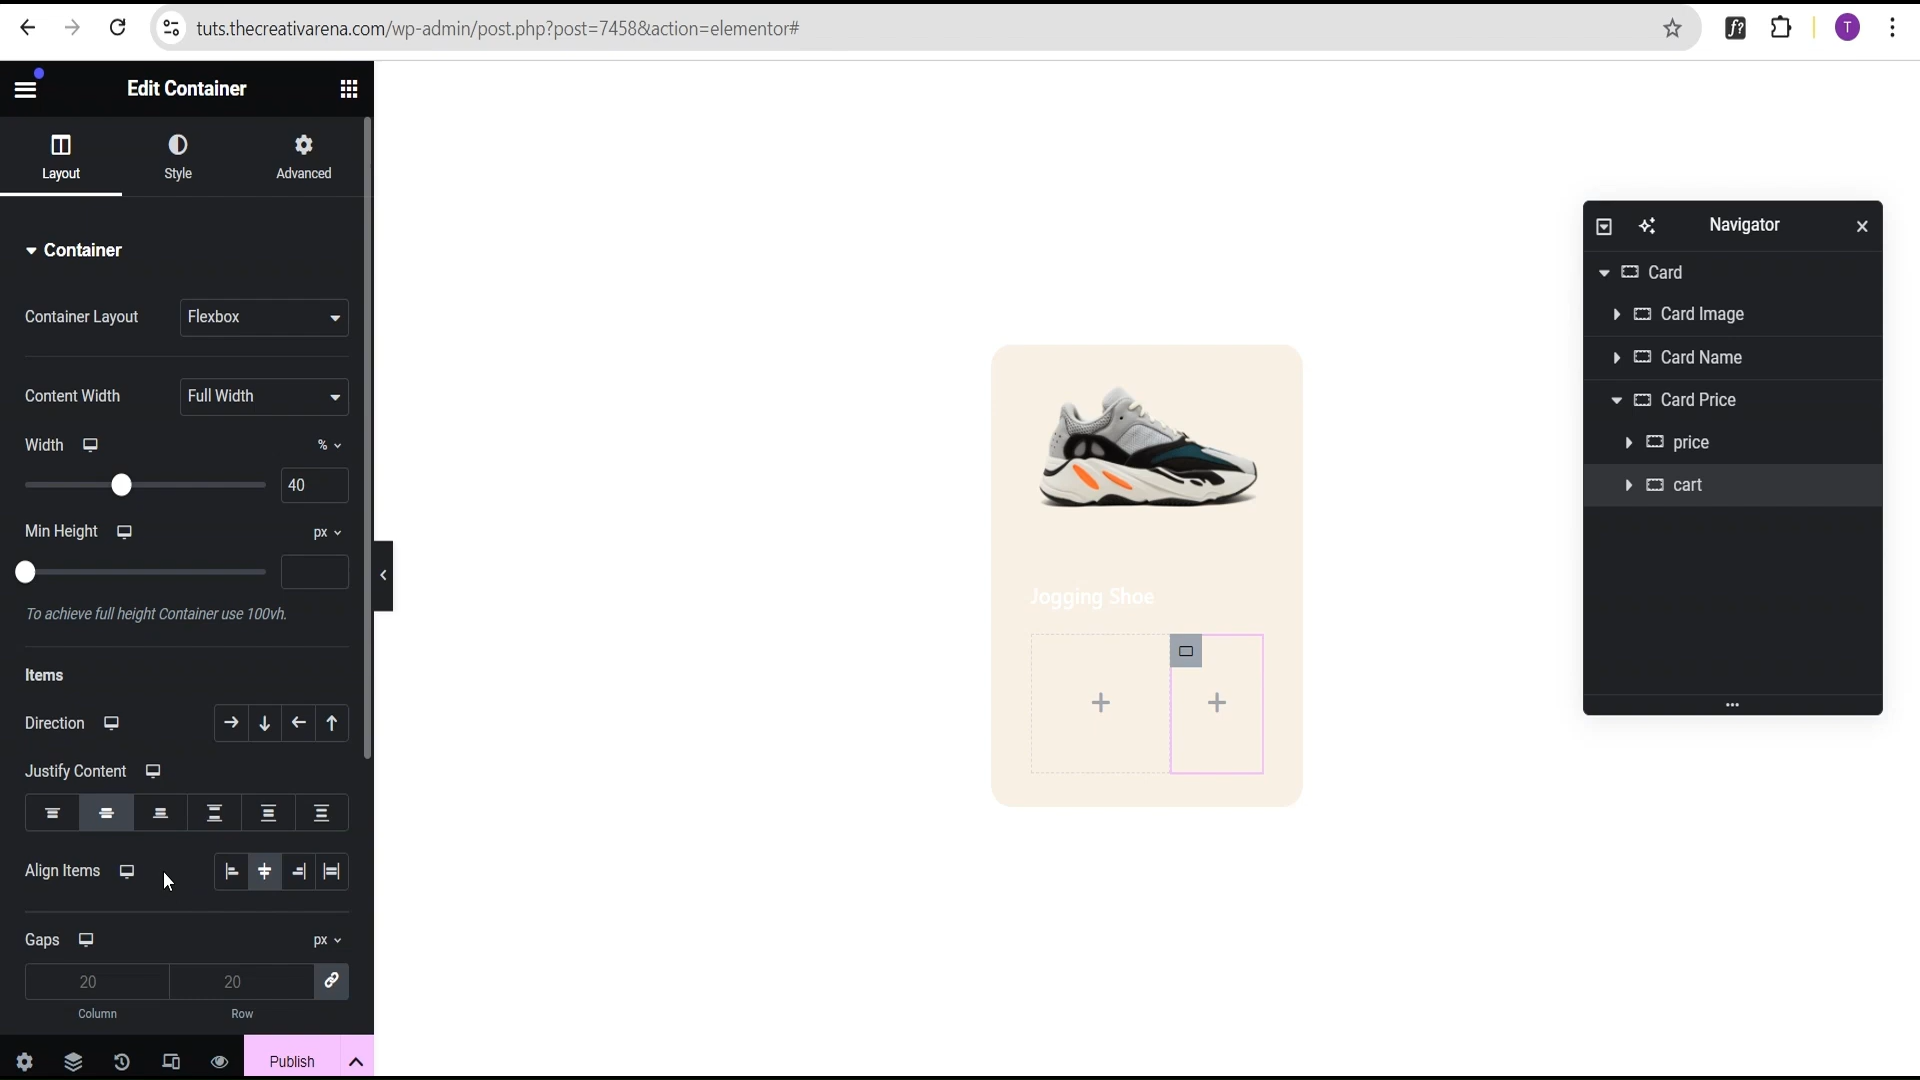 tuts.thecreativarena.com/wp-admin/post.php?post=7458&action=elementor#
f?
T
Edit Container
Layout
Style
Advanced
Container
Container Layout
Flexbox
Content Width
Full Width
Width
%
40
Min Height
px
To achieve full height Container use 100vh.
Items
Direction
Justify Content
Align Items
Gaps
px
20
20
Column
Row
Publish
Jogging Shoe
Navigator
Card
Card Image
Card Name
Card Price
price
cart